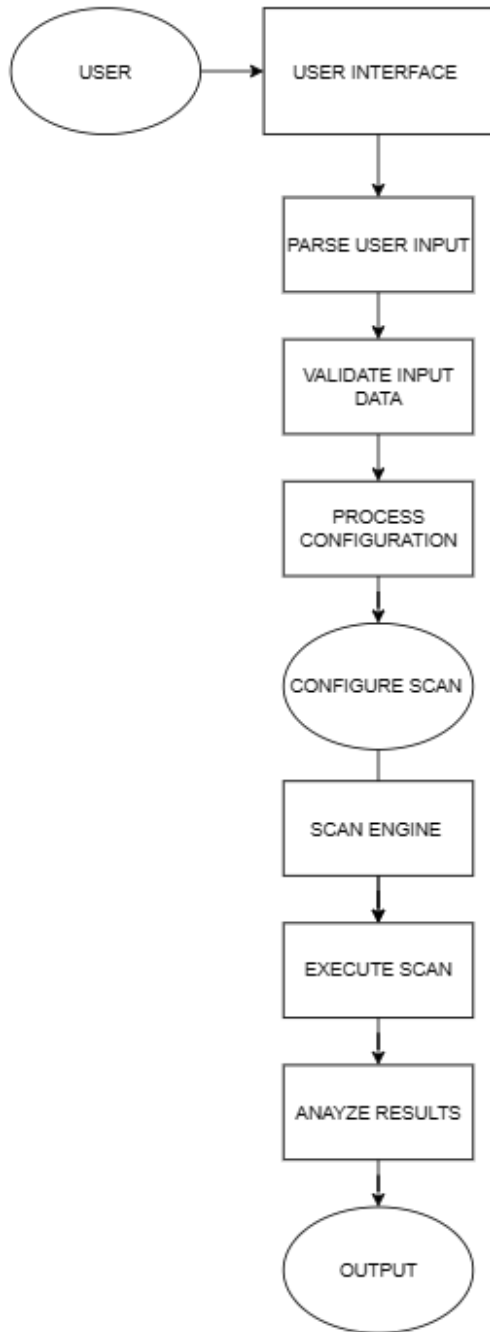 USER
USER INTERFACE
PARSE USER INPUT
VALIDATE INPUT
DATA
PROCESS
CONFIGURATION
CONFIGURE SCAN
SCAN ENGINE
EXECUTE SCAN
ANAYZE RESULTS
OUTPUT